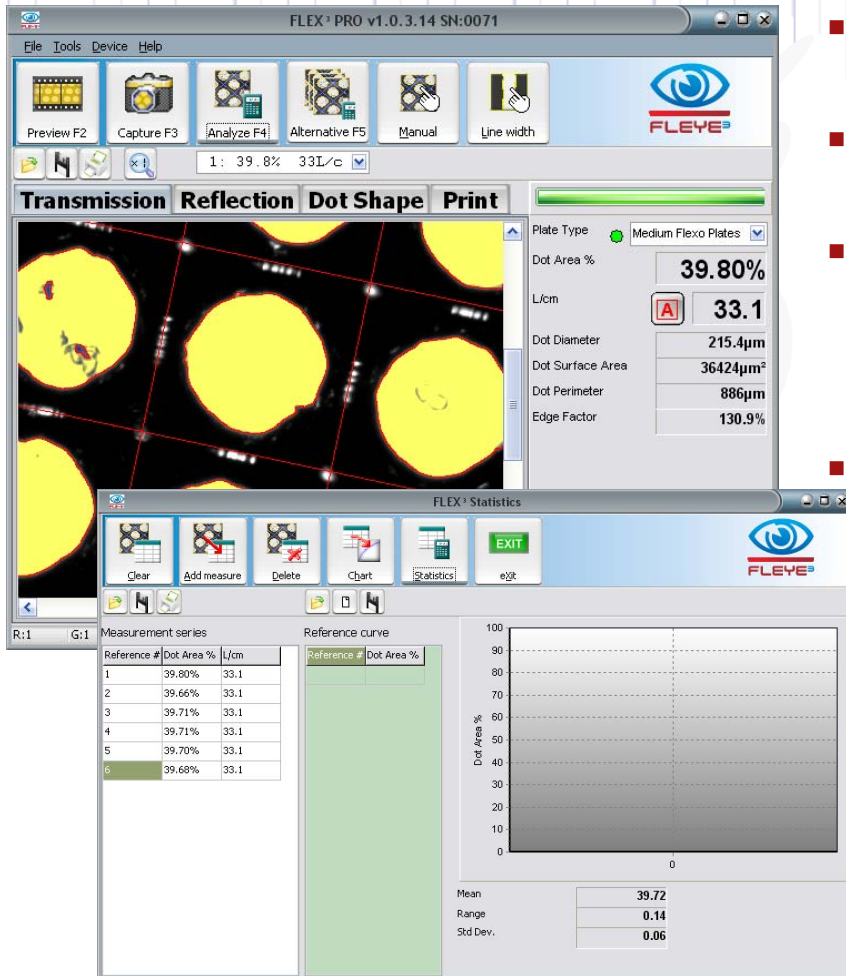 FLEX³ PRO v1.0.3.14 SN:0071
File Tools Device Help
Preview F2 Capture F3 Analyze F4 Alternative F5 Manual Line width
FLEYE³
1: 39.8% 33L/c
Transmission Reflection Dot Shape Print
Plate Type Medium Flexo Plates
Dot Area % 39.80%
L/cm A 33.1
Dot Diameter 215.4µm
Dot Surface Area 36424µm²
Dot Perimeter 886µm
Edge Factor 130.9%
R:1 G:1
FLEX³ Statistics
Clear Add measure Delete Chart Statistics EXIT eXit
FLEYE³
Measurement series Reference curve
Reference # Dot Area % L/cm Reference # Dot Area %
1 39.80% 33.1
2 39.66% 33.1
3 39.71% 33.1
4 39.71% 33.1
5 39.70% 33.1
6 39.68% 33.1
Dot Area %
100
90
80
70
60
50
40
30
20
10
0
0
Mean 39.72
Range 0.14
Std Dev. 0.06